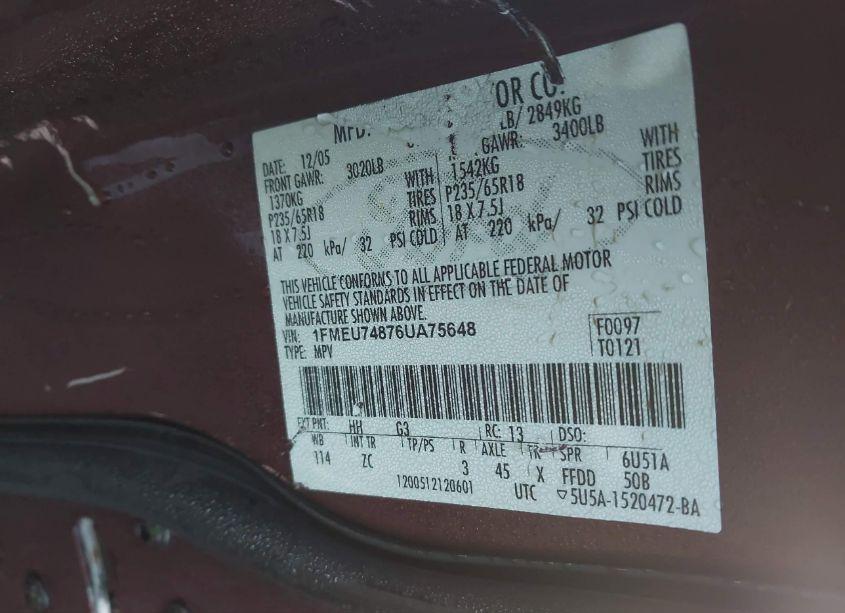 MFD.
OR CO.
DATE: 12/05
LB/ 2849KG
FRONT GAWR: 3020LB
GAWR: 3400LB
1370KG WITH
1542KG WITH
P235/65R18 TIRES
P235/65R18 TIRES
18 X 7.5J RIMS
18 X 7.5J RIMS
AT 220 kPa/ 32 PSI COLD
AT 220 kPa/ 32 PSI COLD
THIS VEHICLE CONFORMS TO ALL APPLICABLE FEDERAL MOTOR
VEHICLE SAFETY STANDARDS IN EFFECT ON THE DATE OF
MANUFACTURE SHOWN ABOVE.
VIN: 1FMEU74876UA75648
TYPE: MPV
F0097
T0121
EXT PNT: HH G3 RC: 13 DSO:
WB INT TR TP/PS R AXLE TR SPR 6U51A
114 ZC 3 45 X FFDD 50B
1200512120601 UTC ▽5U5A-1520472-BA